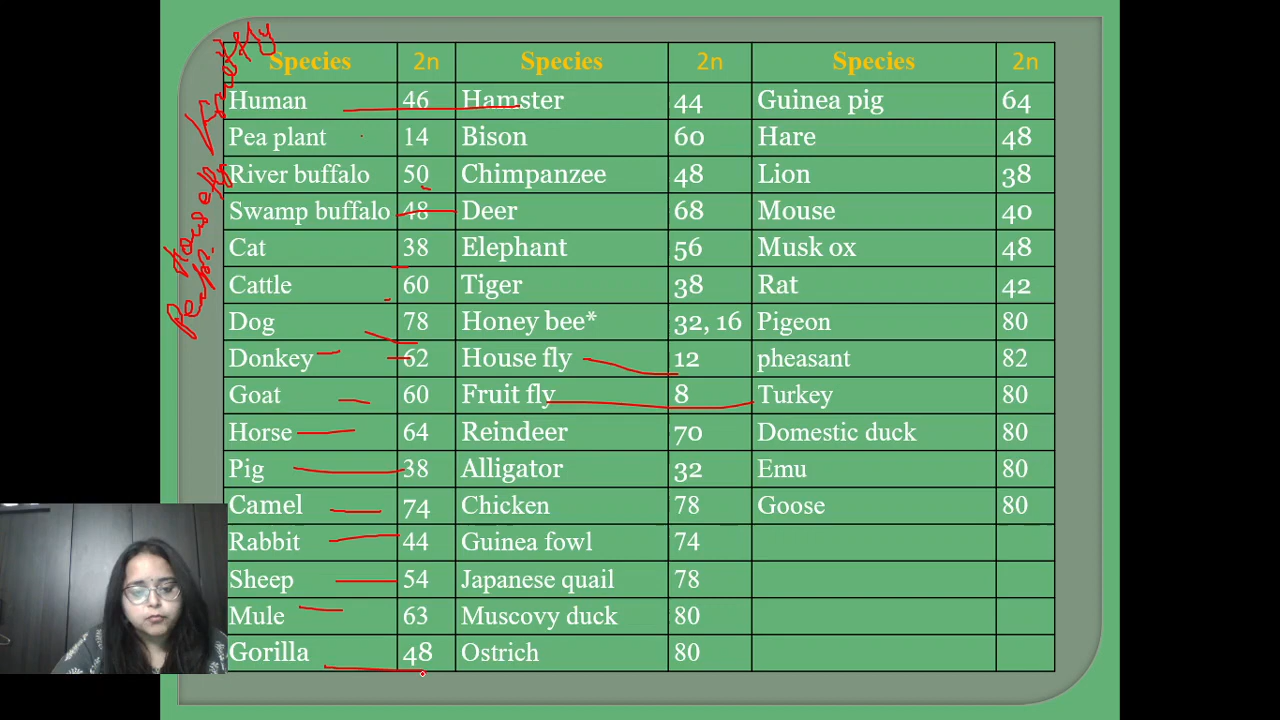 Species 2n Species 2n Species 2n
Human 46 Hamster 44 Guinea pig 64
Pea plant 14 Bison 60 Hare 48
River buffalo 50 Chimpanzee 48 Lion 38
Swamp buffalo 48 Deer 68 Mouse 40
Cat 38 Elephant 56 Musk ox 48
Cattle 60 Tiger 38 Rat 42
Dog 78 Honey bee* 32, 16 Pigeon 80
Donkey 62 House fly 12 pheasant 82
Goat 60 Fruit fly 8 Turkey 80
Horse 64 Reindeer 70 Domestic duck 80
Pig 38 Alligator 32 Emu 80
Camel 74 Chicken 78 Goose 80
Rabbit 44 Guinea fowl 74
Sheep 54 Japanese quail 78
Mule 63 Muscovy duck 80
Gorilla 48 Ostrich 80